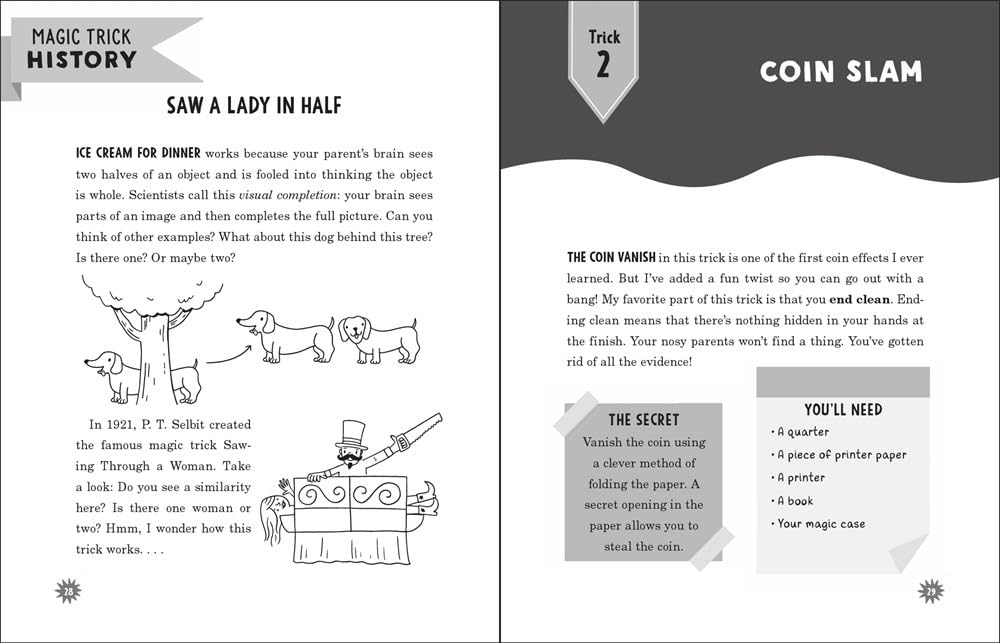 MAGIC TRICK
HISTORY
SAW A LADY IN HALF
ICE CREAM FOR DINNER works because your parent's brain sees
two halves of an object and is fooled into thinking the object
is whole. Scientists call this visual completion: your brain sees
parts of an image and then completes the full picture. Can you
think of other examples? What about this dog behind this tree?
Is there one? Or maybe two?
In 1921, P. T. Selbit created
the famous magic trick Saw-
ing Through a Woman. Take
a look: Do you see a similarity
here? Is there one woman or
two? Hmm, I wonder how this
trick works. . . .
28
Trick
2
COIN SLAM
THE COIN VANISH in this trick is one of the first coin effects I ever
learned. But I've added a fun twist so you can go out with a
bang! My favorite part of this trick is that you end clean. End-
ing clean means that there's nothing hidden in your hands at
the finish. Your nosy parents won't find a thing. You've gotten
rid of all the evidence!
THE SECRET
Vanish the coin using
a clever method of
folding the paper. A
secret opening in the
paper allows you to
steal the coin.
YOU'LL NEED
• A quarter
• A piece of printer paper
• A printer
• A book
• Your magic case
29